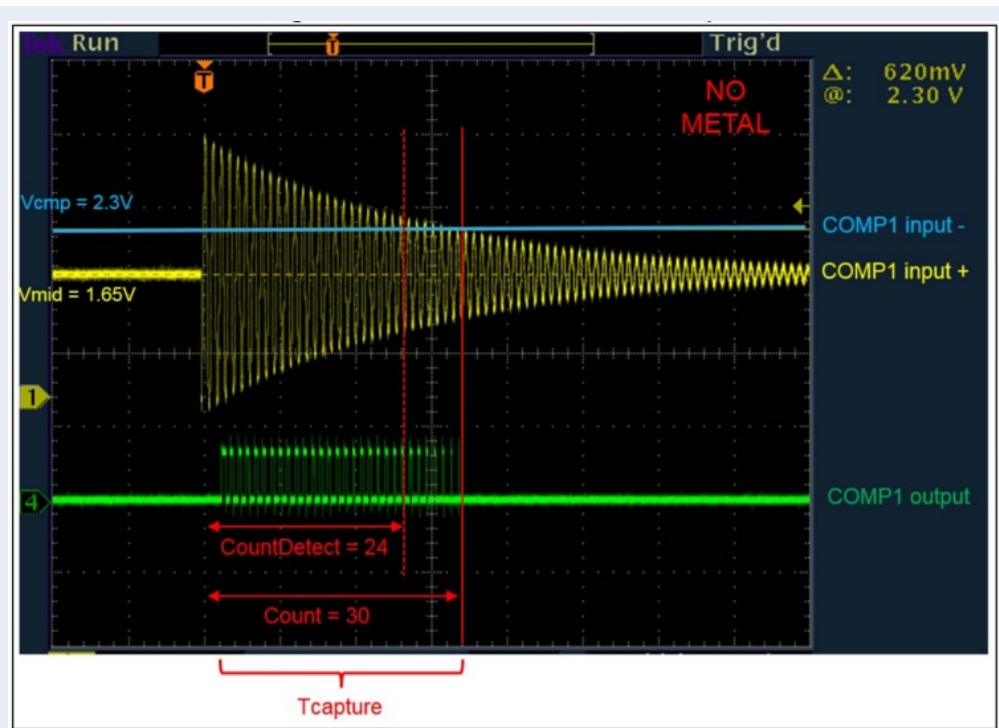 Tek Run
Trig'd
T
T
Δ: 620mV
@: 2.30 V
NO
METAL
Vcmp = 2.3V
COMP1 input -
COMP1 input +
Vmid = 1.65V
1
4
COMP1 output
CountDetect = 24
Count = 30
Tcapture